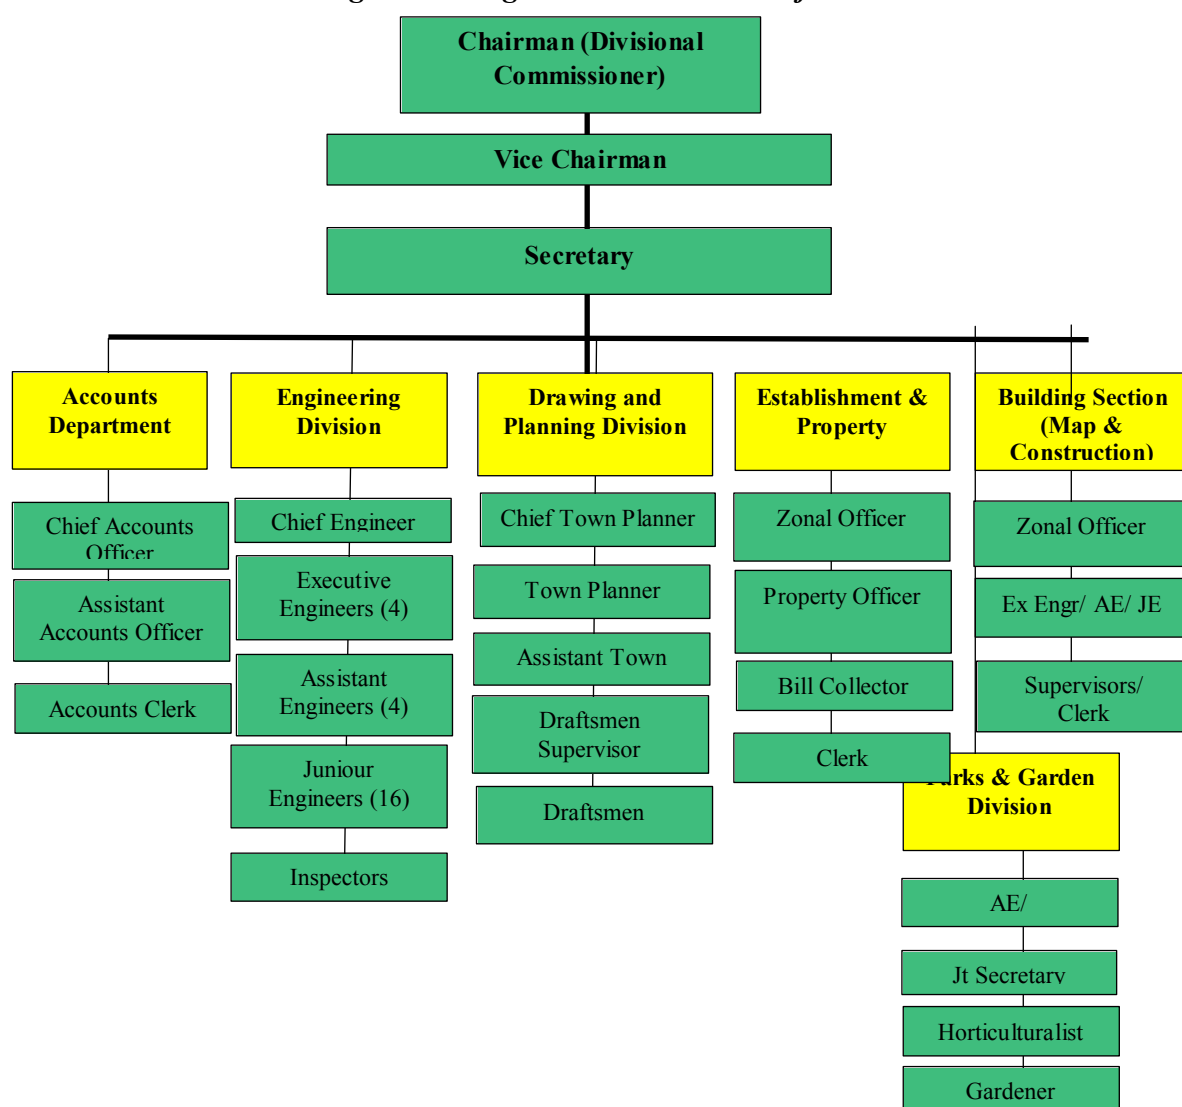 Chairman (Divisional
Commissioner)
Vice Chairman
Secretary
Accounts
Department
Chief Accounts
Officer
Assistant
Accounts Officer
Accounts Clerk
Engineering
Division
Chief Engineer
Executive
Engineers (4)
Assistant
Engineers (4)
Juniour
Engineers (16)
Inspectors
Drawing and
Planning Division
Chief Town Planner
Town Planner
Assistant Town
Draftsmen
Supervisor
Draftsmen
Establishment &
Property
Zonal Officer
Property Officer
Bill Collector
Clerk
Building Section
(Map &
Construction)
Zonal Officer
Ex Engr/ AE/ JE
Supervisors/
Clerk
Parks & Garden
Division
AE/
Jt Secretary
Horticulturalist
Gardener